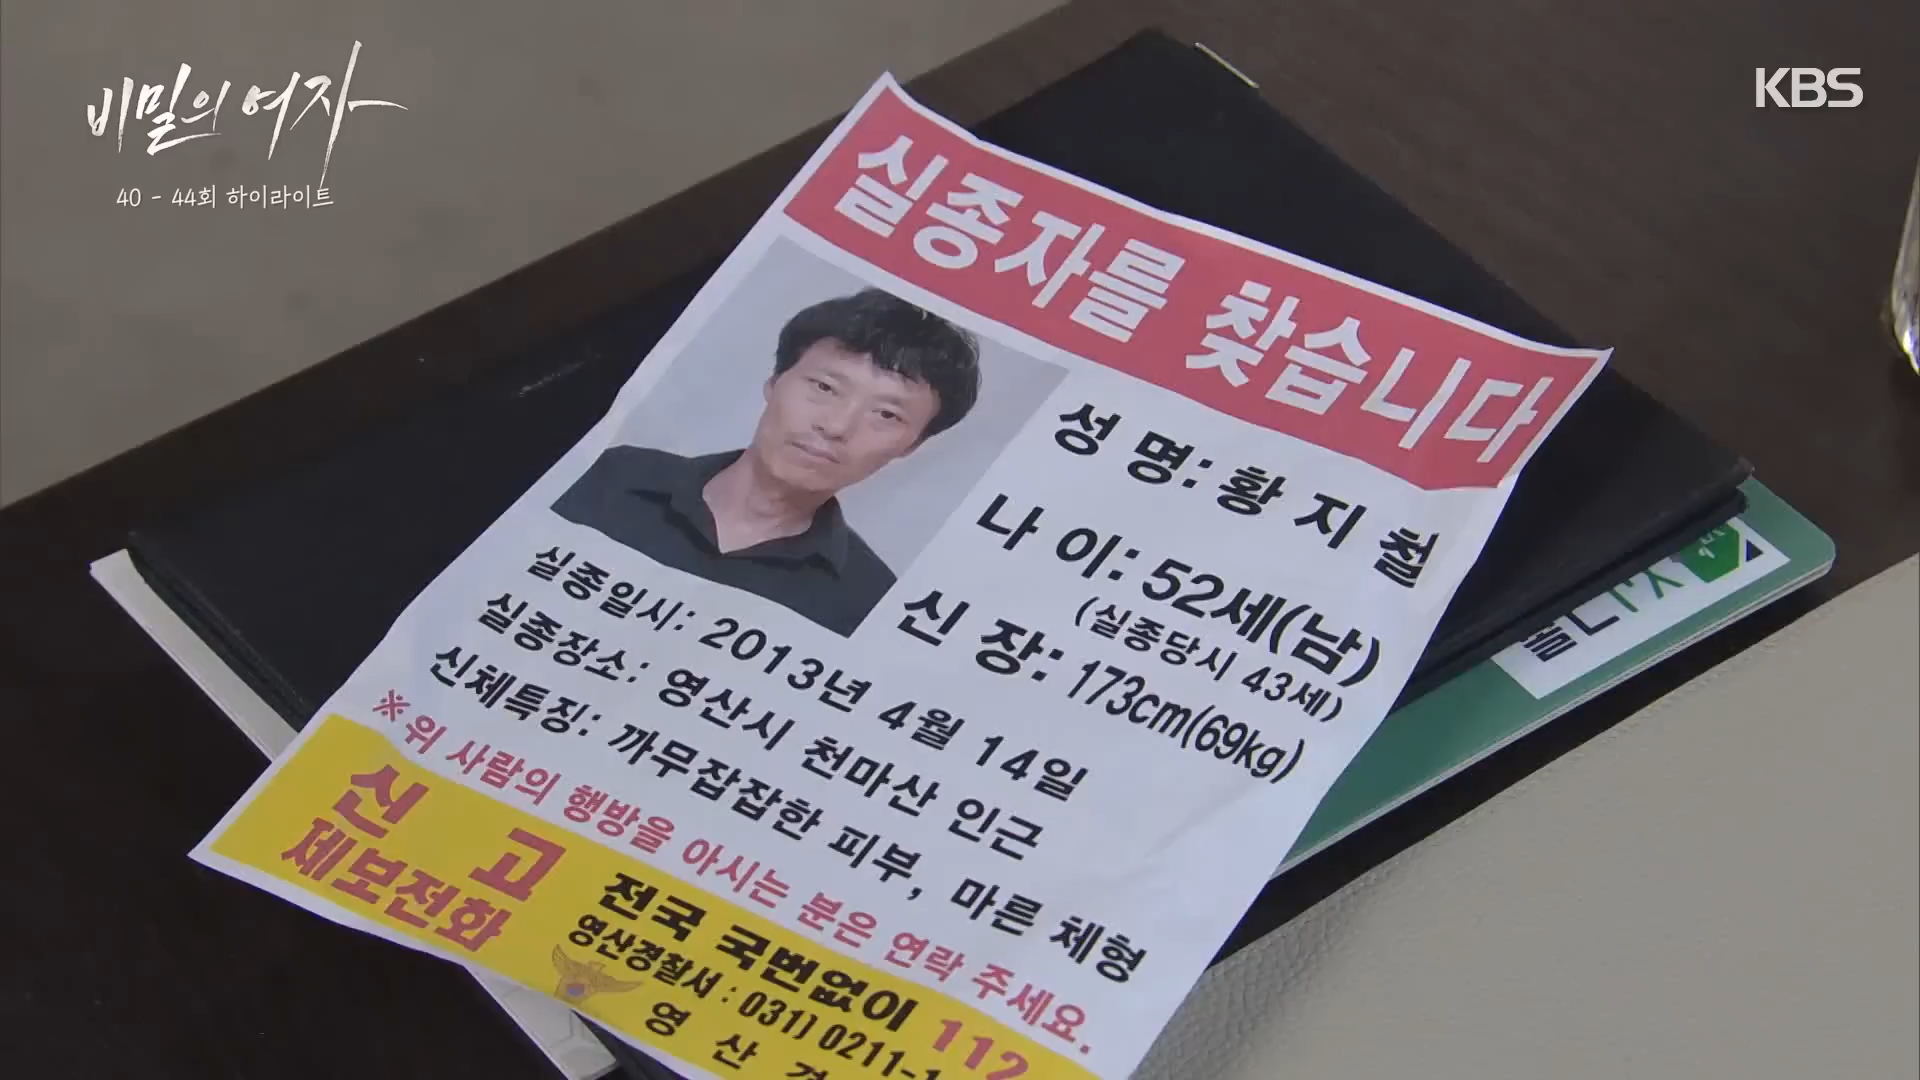 비밀의 여자
40 - 44회 하이라이트
KBS
실종자를 찾습니다
성 명: 황 지 철
나 이: 52세(남)
(실종당시 43세)
신 장: 173cm(69kg)
실종일시: 2013년 4월 14일
실종장소: 영산시 천마산 인근
신체특징: 까무잡잡한 피부, 마른 체형
※위 사람의 행방을 아시는 분은 연락 주세요.
신 고
제보전화
전국 국번없이 112
영산경찰서 : 031) 0211-1
영 산 경